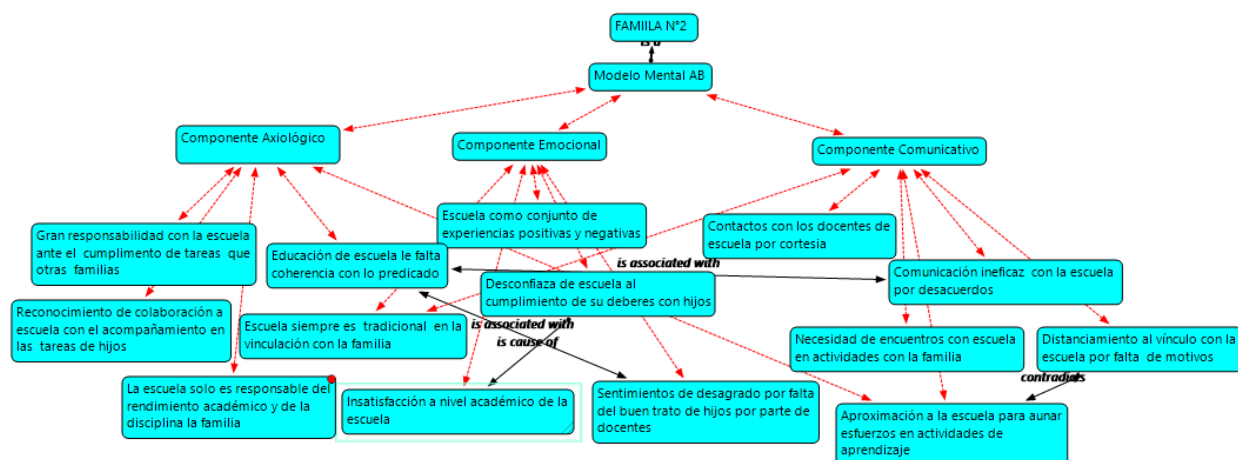 FAMIILA N°2
is a
Modelo Mental AB
Componente Axiológico
Componente Emocional
Componente Comunicativo
Gran responsabilidad con la escuela
ante el cumplimento de tareas que
otras familias
Educación de escuela le falta
coherencia con lo predicado
Escuela como conjunto de
experiencias positivas y negativas
Contactos con los docentes de
escuela por cortesia
is associated with
Comunicación ineficaz con la escuela
por desacuerdos
Reconocimiento de colaboración a
escuela con el acompañamiento en
las tareas de hijos
Escuela siempre es tradicional en la
vinculación con la familia
Desconfiaza de escuela al
cumplimiento de su deberes con hijos
is associated with
is cause of
Necesidad de encuentros con escuela
en actividades con la familia
Distanciamiento al vínculo con la
escuela por falta de motivos
contradicts
La escuela solo es responsable del
rendimiento académico y de la
disciplina la familia
Insatisfacción a nivel académico de la
escuela
Sentimientos de desagrado por falta
del buen trato de hijos por parte de
docentes
Aproximación a la escuela para aunar
esfuerzos en actividades de
aprendizaje